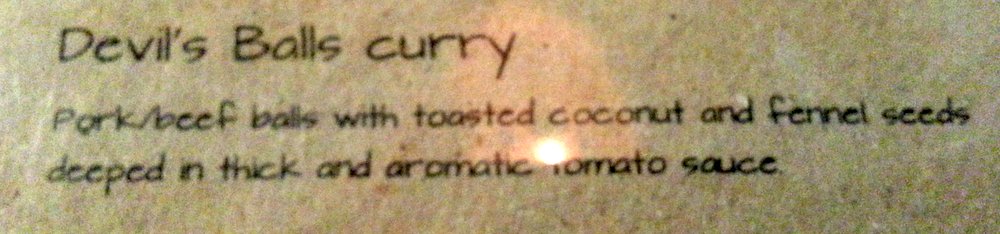 Devil's Balls curry
Pork/beef balls with toasted coconut and fennel seeds
deeped in thick and aromatic tomato sauce